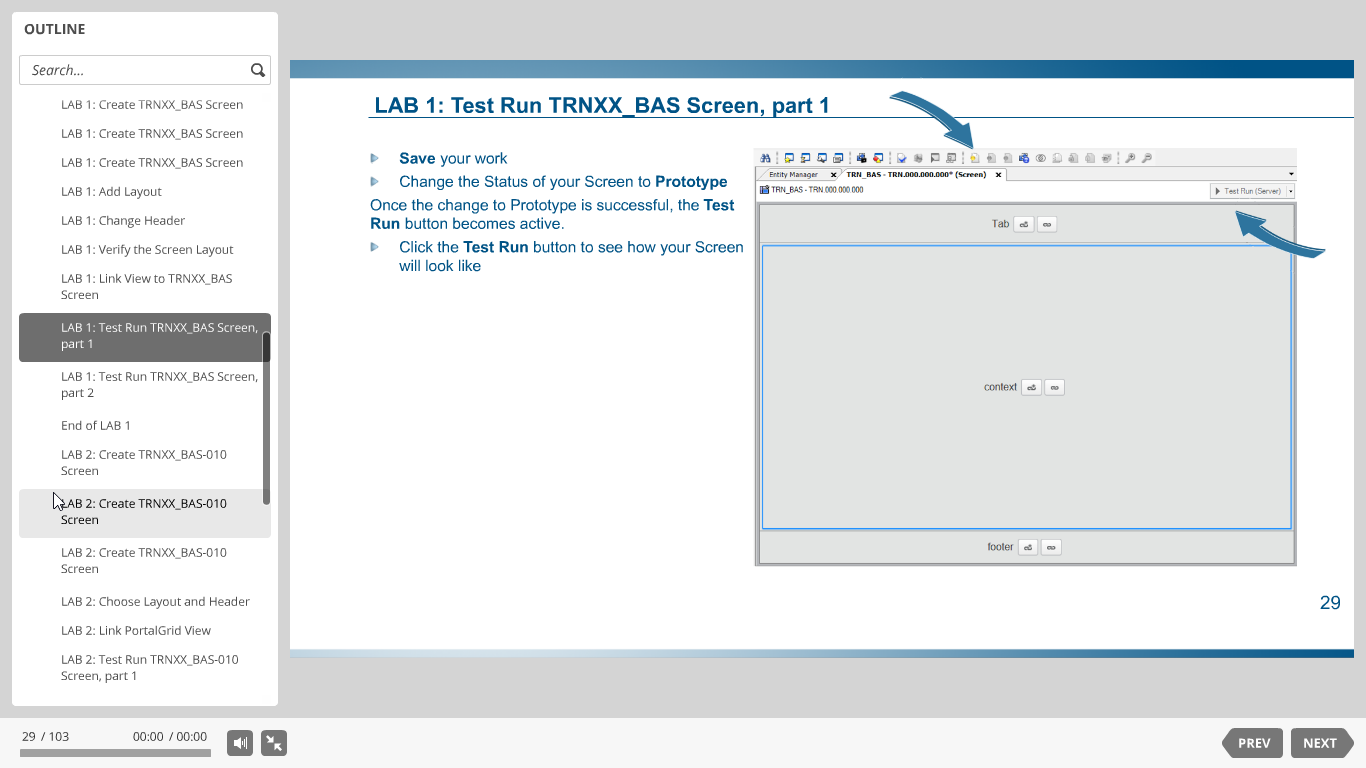 OUTLINE
Search...
LAB 1: Create TRNXX_BAS Screen
LAB 1: Create TRNXX_BAS Screen
LAB 1: Create TRNXX_BAS Screen
LAB 1: Add Layout
LAB 1: Change Header
LAB 1: Verify the Screen Layout
LAB 1: Link View to TRNXX_BAS
Screen
LAB 1: Test Run TRNXX_BAS Screen,
part 1
LAB 1: Test Run TRNXX_BAS Screen,
part 2
End of LAB 1
LAB 2: Create TRNXX_BAS-010
Screen
LAB 2: Create TRNXX_BAS-010
Screen
LAB 2: Create TRNXX_BAS-010
Screen
LAB 2: Choose Layout and Header
LAB 2: Link PortalGrid View
LAB 2: Test Run TRNXX_BAS-010
Screen, part 1
LAB 1: Test Run TRNXX_BAS Screen, part 1
Save your work
Change the Status of your Screen to Prototype
Once the change to Prototype is successful, the Test
Run button becomes active.
Click the Test Run button to see how your Screen
will look like
Entity Manager
TRN_BAS - TRN.000.000.000* (Screen)
TRN_BAS - TRN.000.000.000
Test Run (Server)
Tab
context
footer
29
29 / 103
00:00 / 00:00
PREV
NEXT